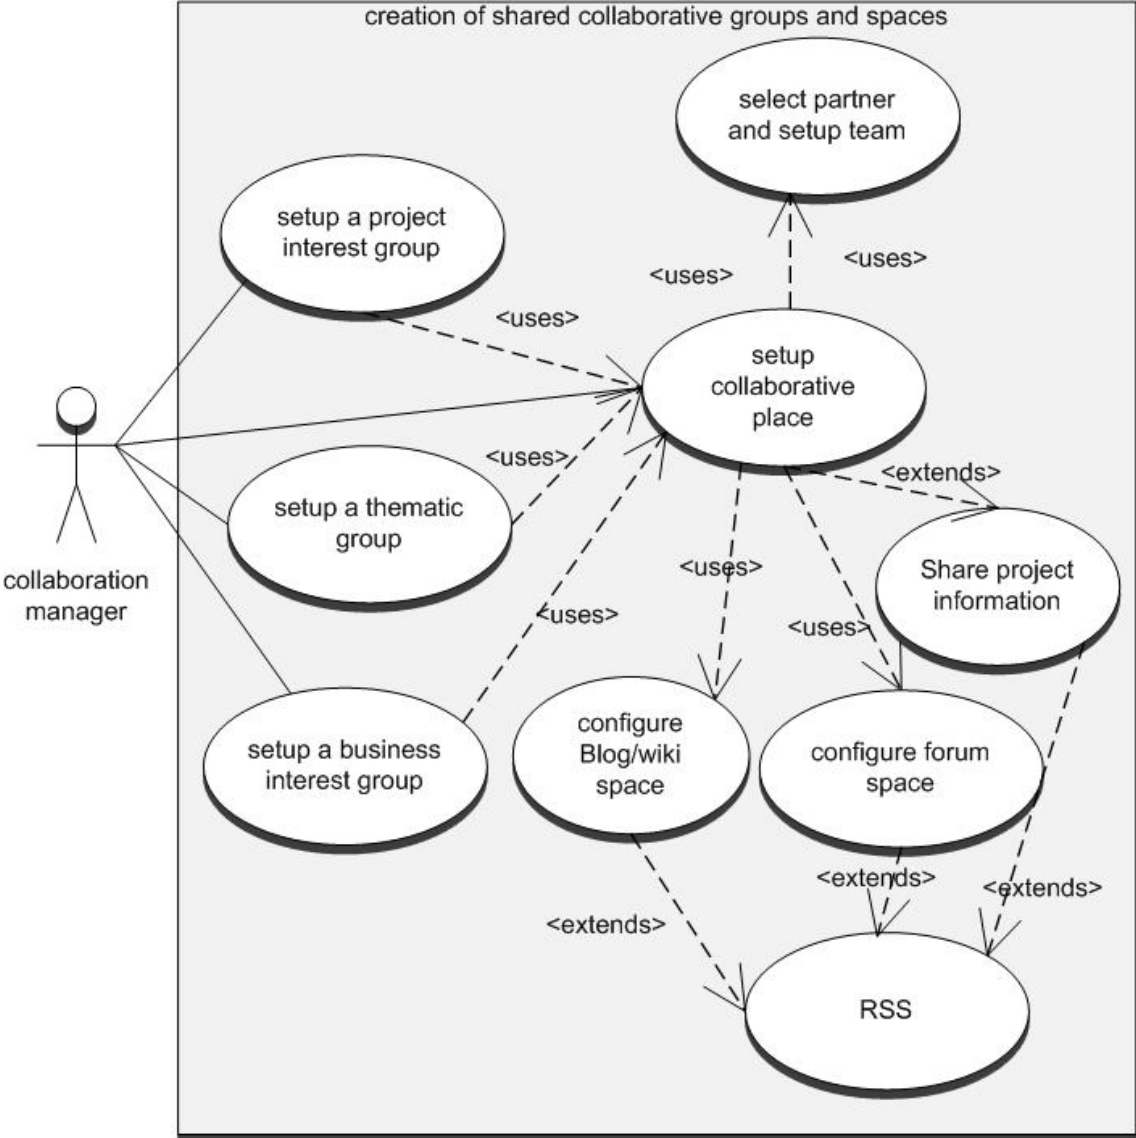 creation of shared collaborative groups and spaces
select partner
and setup team
setup a project
interest group
<uses>
<uses>
<uses>
setup
collaborative
place
<uses>
<extends>
setup a thematic
group
collaboration
manager
<uses>
Share project
information
<uses>
<uses>
setup a business
interest group
configure
Blog/wiki
space
configure forum
space
<extends>
<extends>
<extends>
RSS